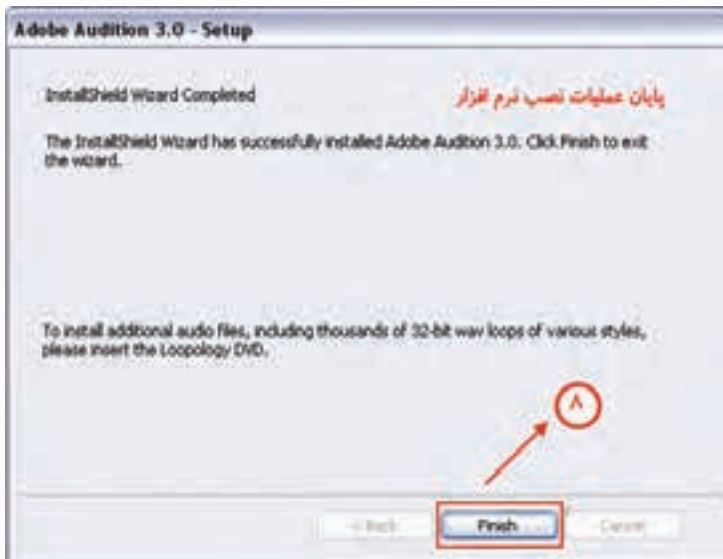 Adobe Audition 3.0 - Setup
InstallShield Wizard Completed
پایان عملیات نصب نرم افزار
The InstallShield Wizard has successfully installed Adobe Audition 3.0. Click Finish to exit
the wizard.
To install additional audio files, including thousands of 32-bit wav loops of various styles,
please insert the Loopology DVD.
۸
< Back
Finish
Cancel